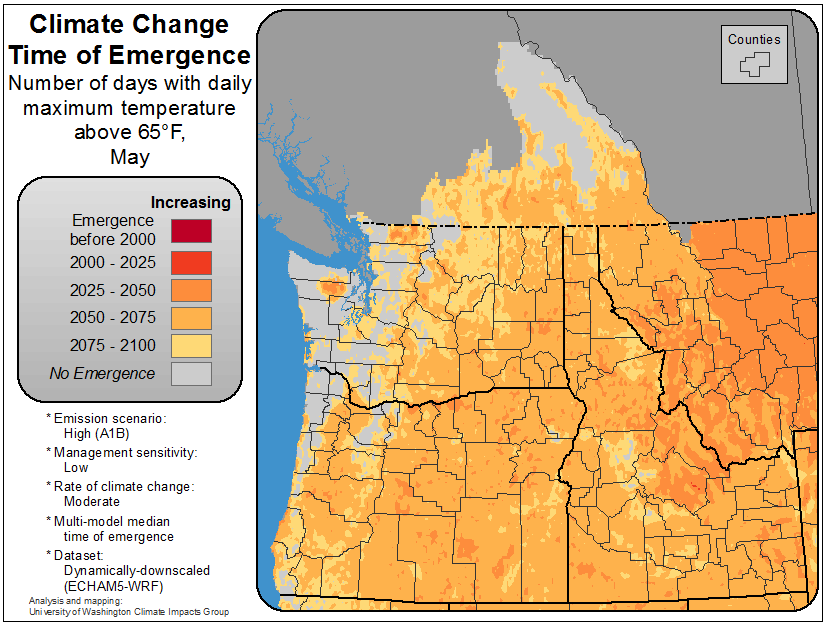 Climate Change
Time of Emergence
Number of days with daily
maximum temperature
above 65°F,
May
Increasing
Emergence
before 2000
2000 - 2025
2025 - 2050
2050 - 2075
2075 - 2100
No Emergence
* Emission scenario:
High (A1B)
* Management sensitivity:
Low
* Rate of climate change:
Moderate
* Multi-model median
time of emergence
* Dataset:
Dynamically-downscaled
(ECHAM5-WRF)
Analysis and mapping:
University of Washington Climate Impacts Group
Counties